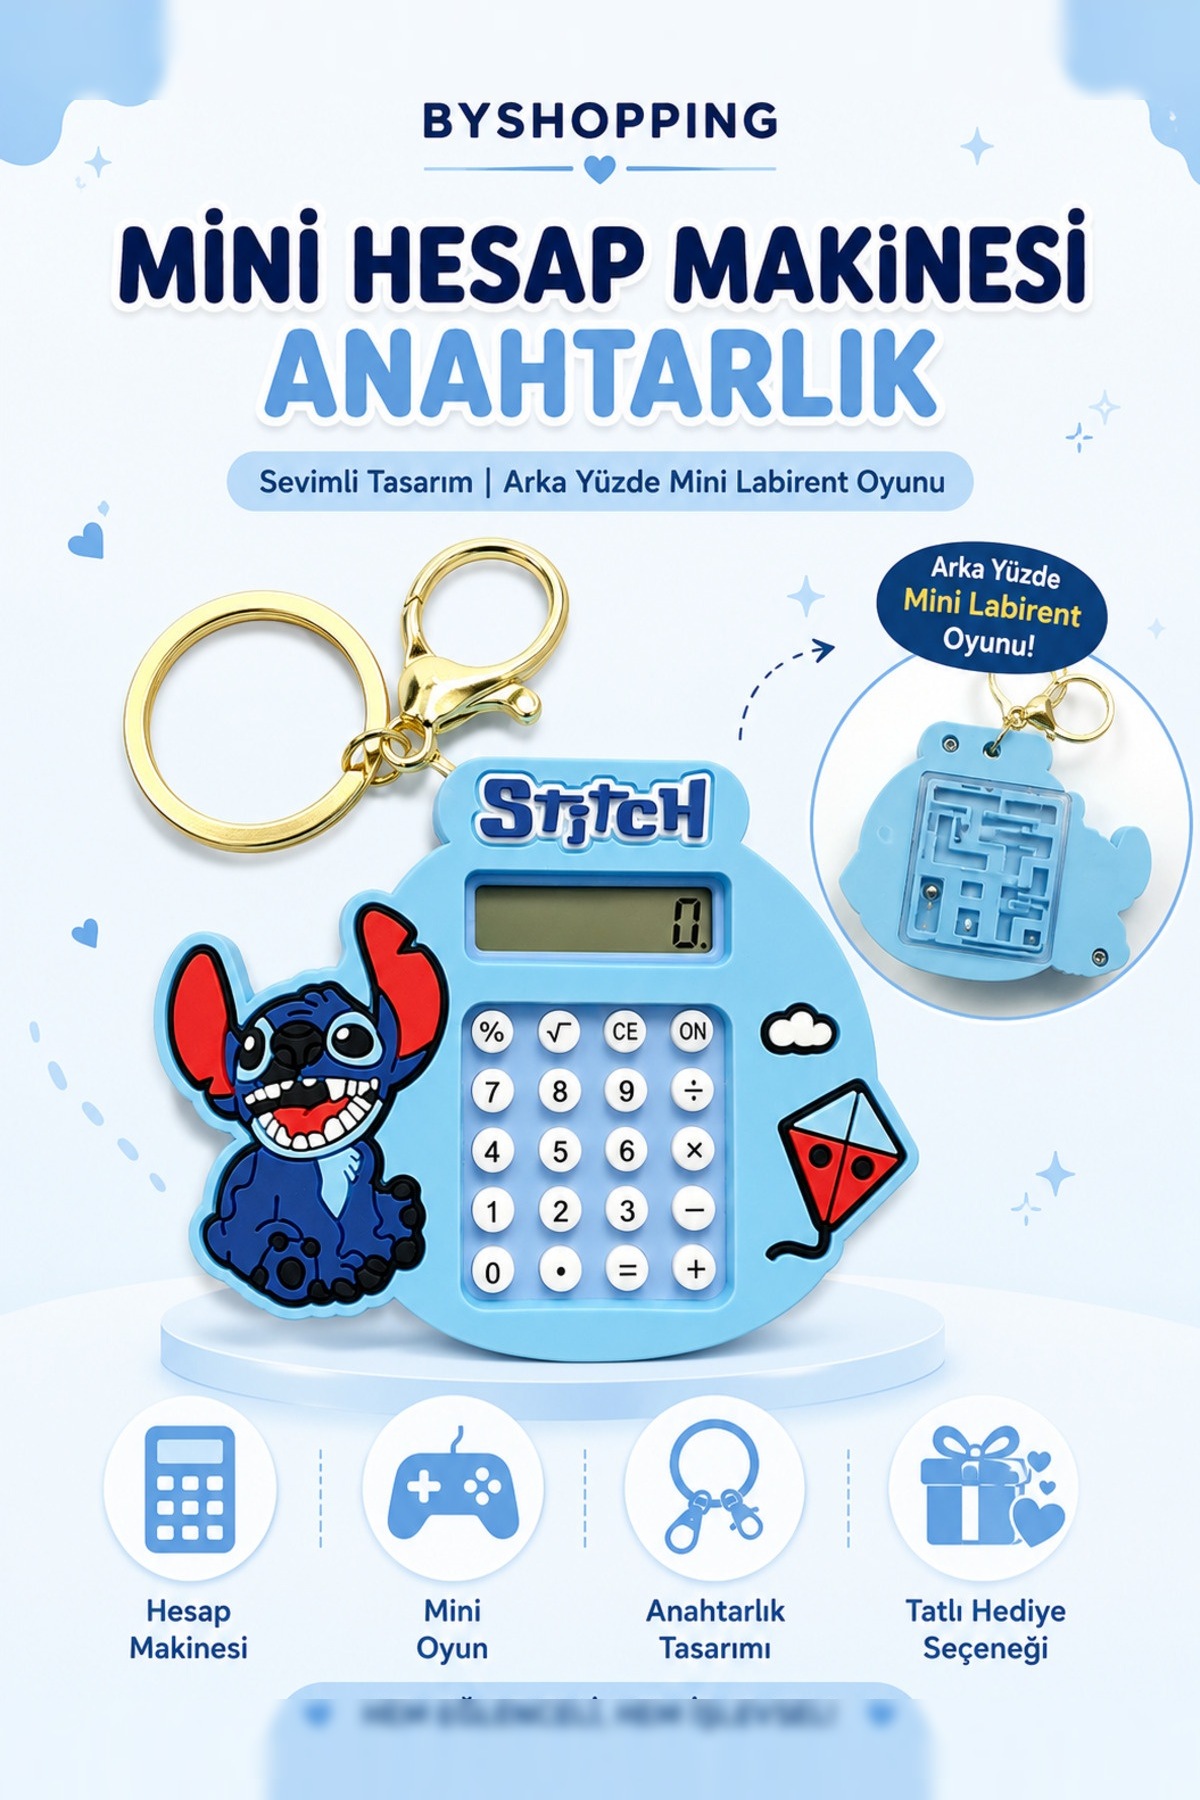 BYSHOPPING
MİNİ HESAP MAKİNESİ
ANAHTARLIK
Sevimli Tasarım | Arka Yüzde Mini Labirent Oyunu
Arka Yüzde
Mini Labirent
Oyunu!
Stitch
0.
% √ CE ON
7 8 9 ÷
4 5 6 ×
1 2 3 −
0 • = +
Hesap
Makinesi
Mini
Oyun
Anahtarlık
Tasarımı
Tatlı Hediye
Seçeneği